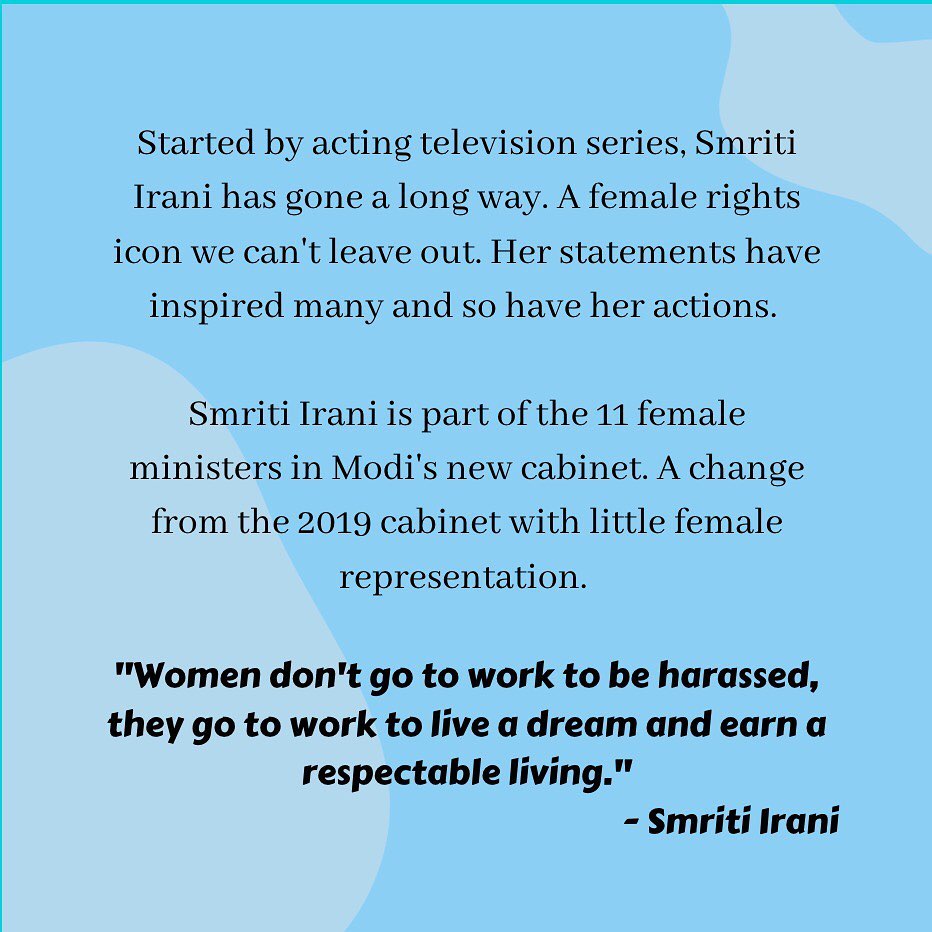 Started by acting television series, Smriti
Irani has gone a long way. A female rights
icon we can't leave out. Her statements have
inspired many and so have her actions.
Smriti Irani is part of the 11 female
ministers in Modi's new cabinet. A change
from the 2019 cabinet with little female
representation.
"Women don't go to work to be harassed,
they go to work to live a dream and earn a
respectable living."
- Smriti Irani